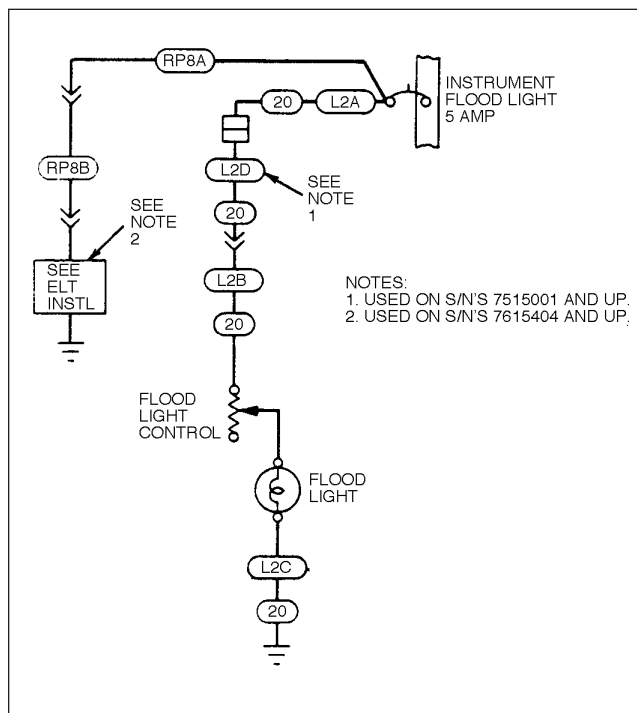 RP8A
INSTRUMENT
FLOOD LIGHT
5 AMP
20
L2A
RP8B
L2D
SEE
NOTE
1
20
SEE
NOTE
2
SEE
ELT
INSTL
L2B
20
NOTES:
1. USED ON S/N'S 7515001 AND UP.
2. USED ON S/N'S 7615404 AND UP.
FLOOD
LIGHT
CONTROL
FLOOD
LIGHT
L2C
20